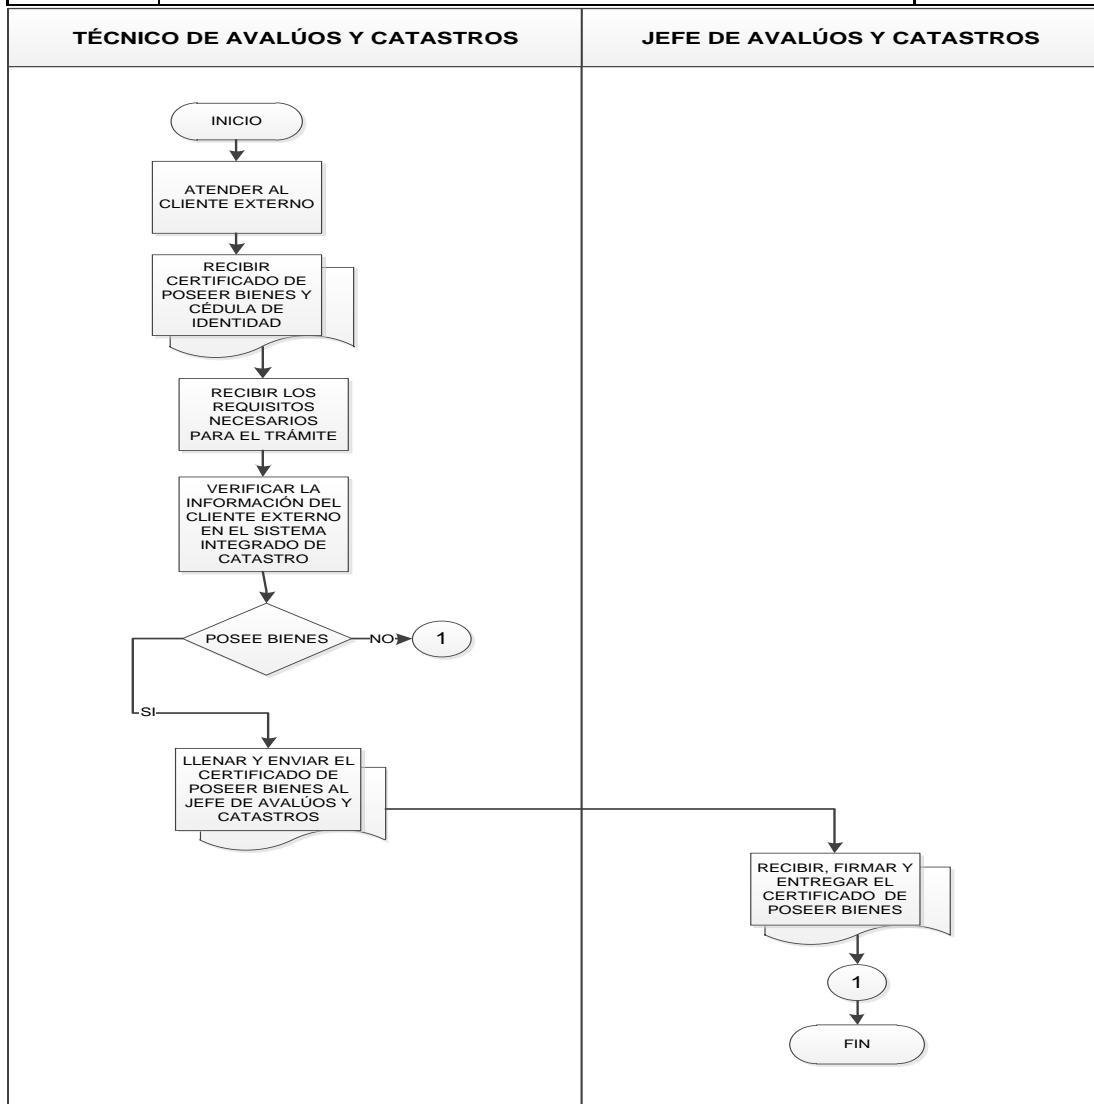 TÉCNICO DE AVALÚOS Y CATASTROS
JEFE DE AVALÚOS Y CATASTROS
INICIO
ATENDER AL
CLIENTE EXTERNO
RECIBIR
CERTIFICADO DE
POSEER BIENES Y
CÉDULA DE
IDENTIDAD
RECIBIR LOS
REQUISITOS
NECESARIOS
PARA EL TRÁMITE
VERIFICAR LA
INFORMACIÓN DEL
CLIENTE EXTERNO
EN EL SISTEMA
INTEGRADO DE
CATASTRO
POSEE BIENES
NO
1
SI
LLENAR Y ENVIAR EL
CERTIFICADO DE
POSEER BIENES AL
JEFE DE AVALÚOS Y
CATASTROS
RECIBIR, FIRMAR Y
ENTREGAR EL
CERTIFICADO DE
POSEER BIENES
1
FIN